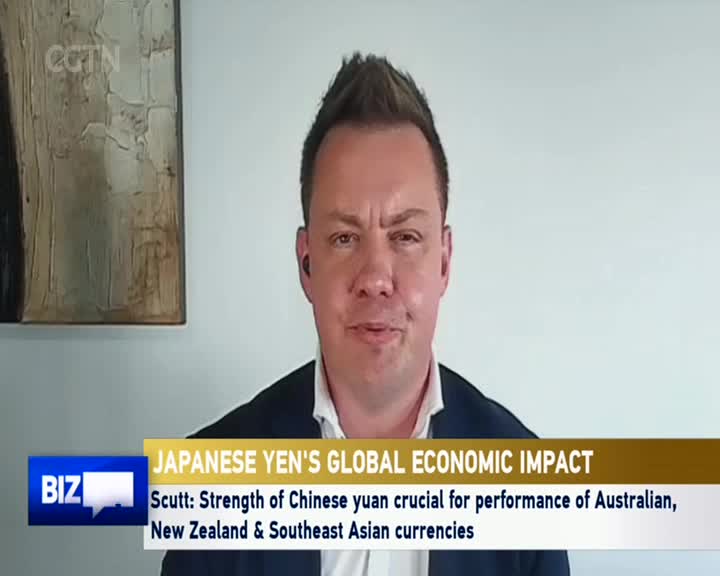 CGTN
JAPANESE YEN'S GLOBAL ECONOMIC IMPACT
BIZ
Scutt: Strength of Chinese yuan crucial for performance of Australian,
New Zealand & Southeast Asian currencies